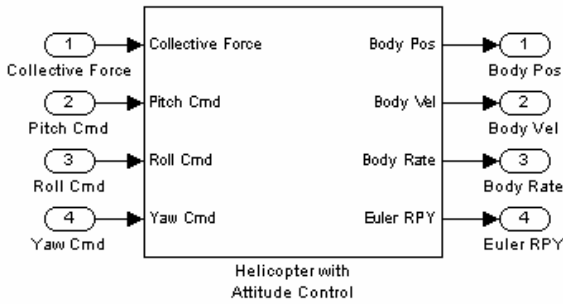 1
Collective Force
2
Pitch Cmd
3
Roll Cmd
4
Yaw Cmd
Collective Force
Pitch Cmd
Roll Cmd
Yaw Cmd
Body Pos
Body Vel
Body Rate
Euler RPY
1
Body Pos
2
Body Vel
3
Body Rate
4
Euler RPY
Helicopter with
Attitude Control